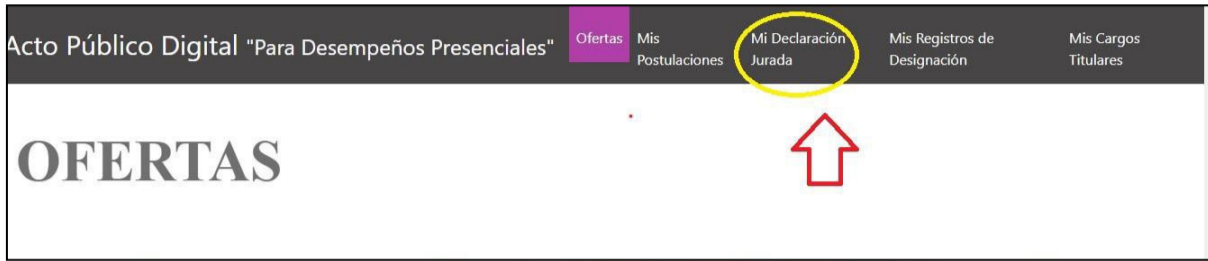 Acto Público Digital "Para Desempeños Presenciales"
Ofertas
Mis
Postulaciones
Mi Declaración
Jurada
Mis Registros de
Designación
Mis Cargos
Titulares
OFERTAS